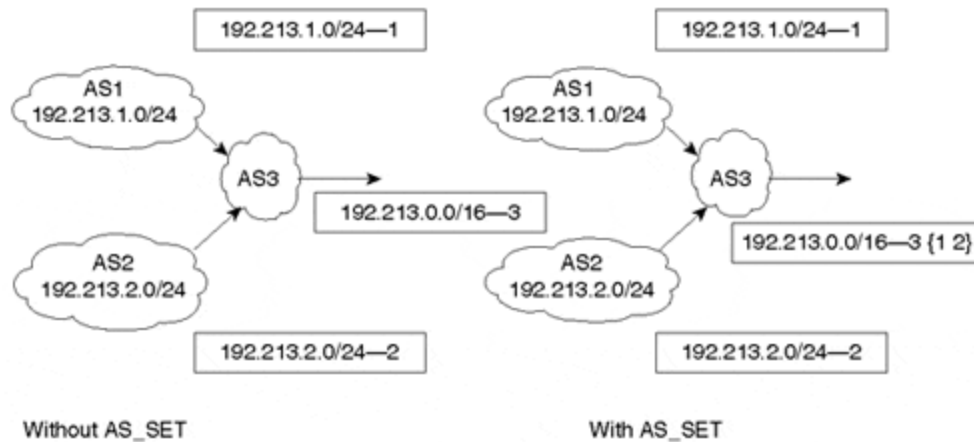 192.213.1.0/24—1
AS1
192.213.1.0/24
AS3
192.213.0.0/16—3
AS2
192.213.2.0/24
192.213.2.0/24—2
Without AS_SET
192.213.1.0/24—1
AS1
192.213.1.0/24
AS3
192.213.0.0/16—3 {1 2}
AS2
192.213.2.0/24
192.213.2.0/24—2
With AS_SET